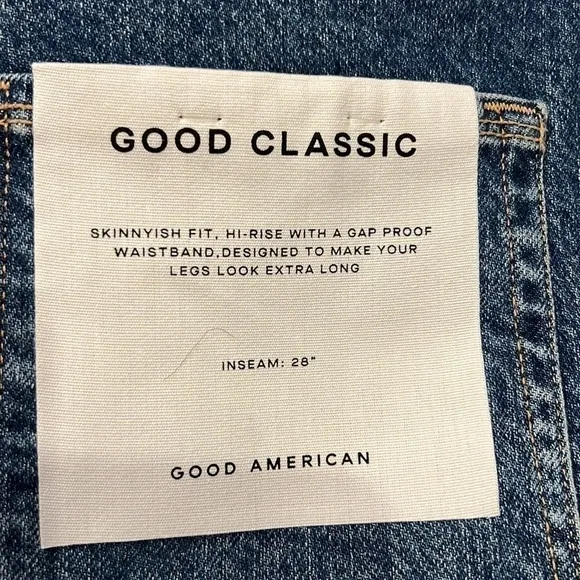 GOOD CLASSIC
SKINNYISH FIT, HI-RISE WITH A GAP PROOF
WAISTBAND,DESIGNED TO MAKE YOUR
LEGS LOOK EXTRA LONG
INSEAM: 28"
GOOD AMERICAN